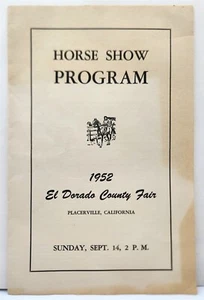 HORSE SHOW
PROGRAM
1952
El Dorado County Fair
PLACERVILLE, CALIFORNIA
SUNDAY, SEPT. 14, 2 P. M.